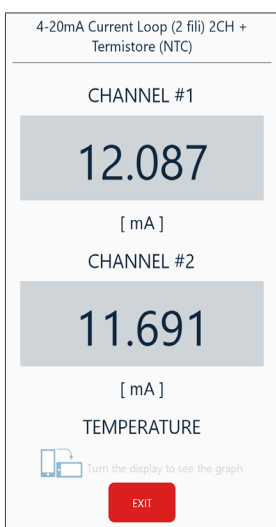 4-20mA Current Loop (2 fili) 2CH +
Termistore (NTC)
CHANNEL #1
12.087
[ mA ]
CHANNEL #2
11.691
[ mA ]
TEMPERATURE
Turn the display to see the graph
EXIT